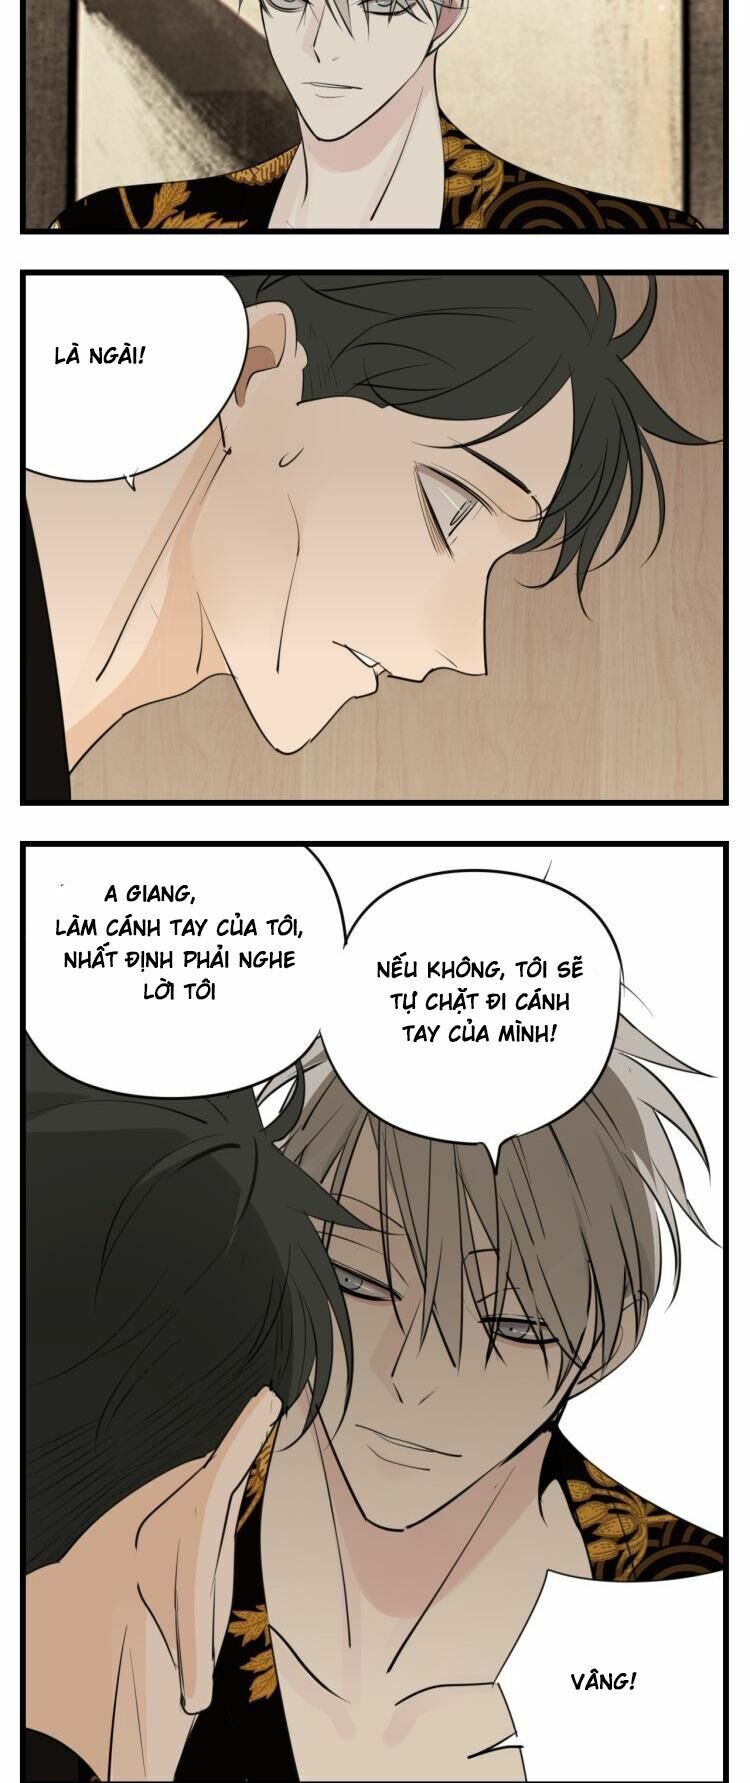 LÀ NGÀI!
A GIANG,
LÀM CÁNH TAY CỦA TÔI,
NHẤT ĐỊNH PHẢI NGHE
LỜI TÔI
NẾU KHÔNG, TÔI SẼ
TỰ CHẶT ĐI CÁNH
TAY CỦA MÌNH!
VÂNG!